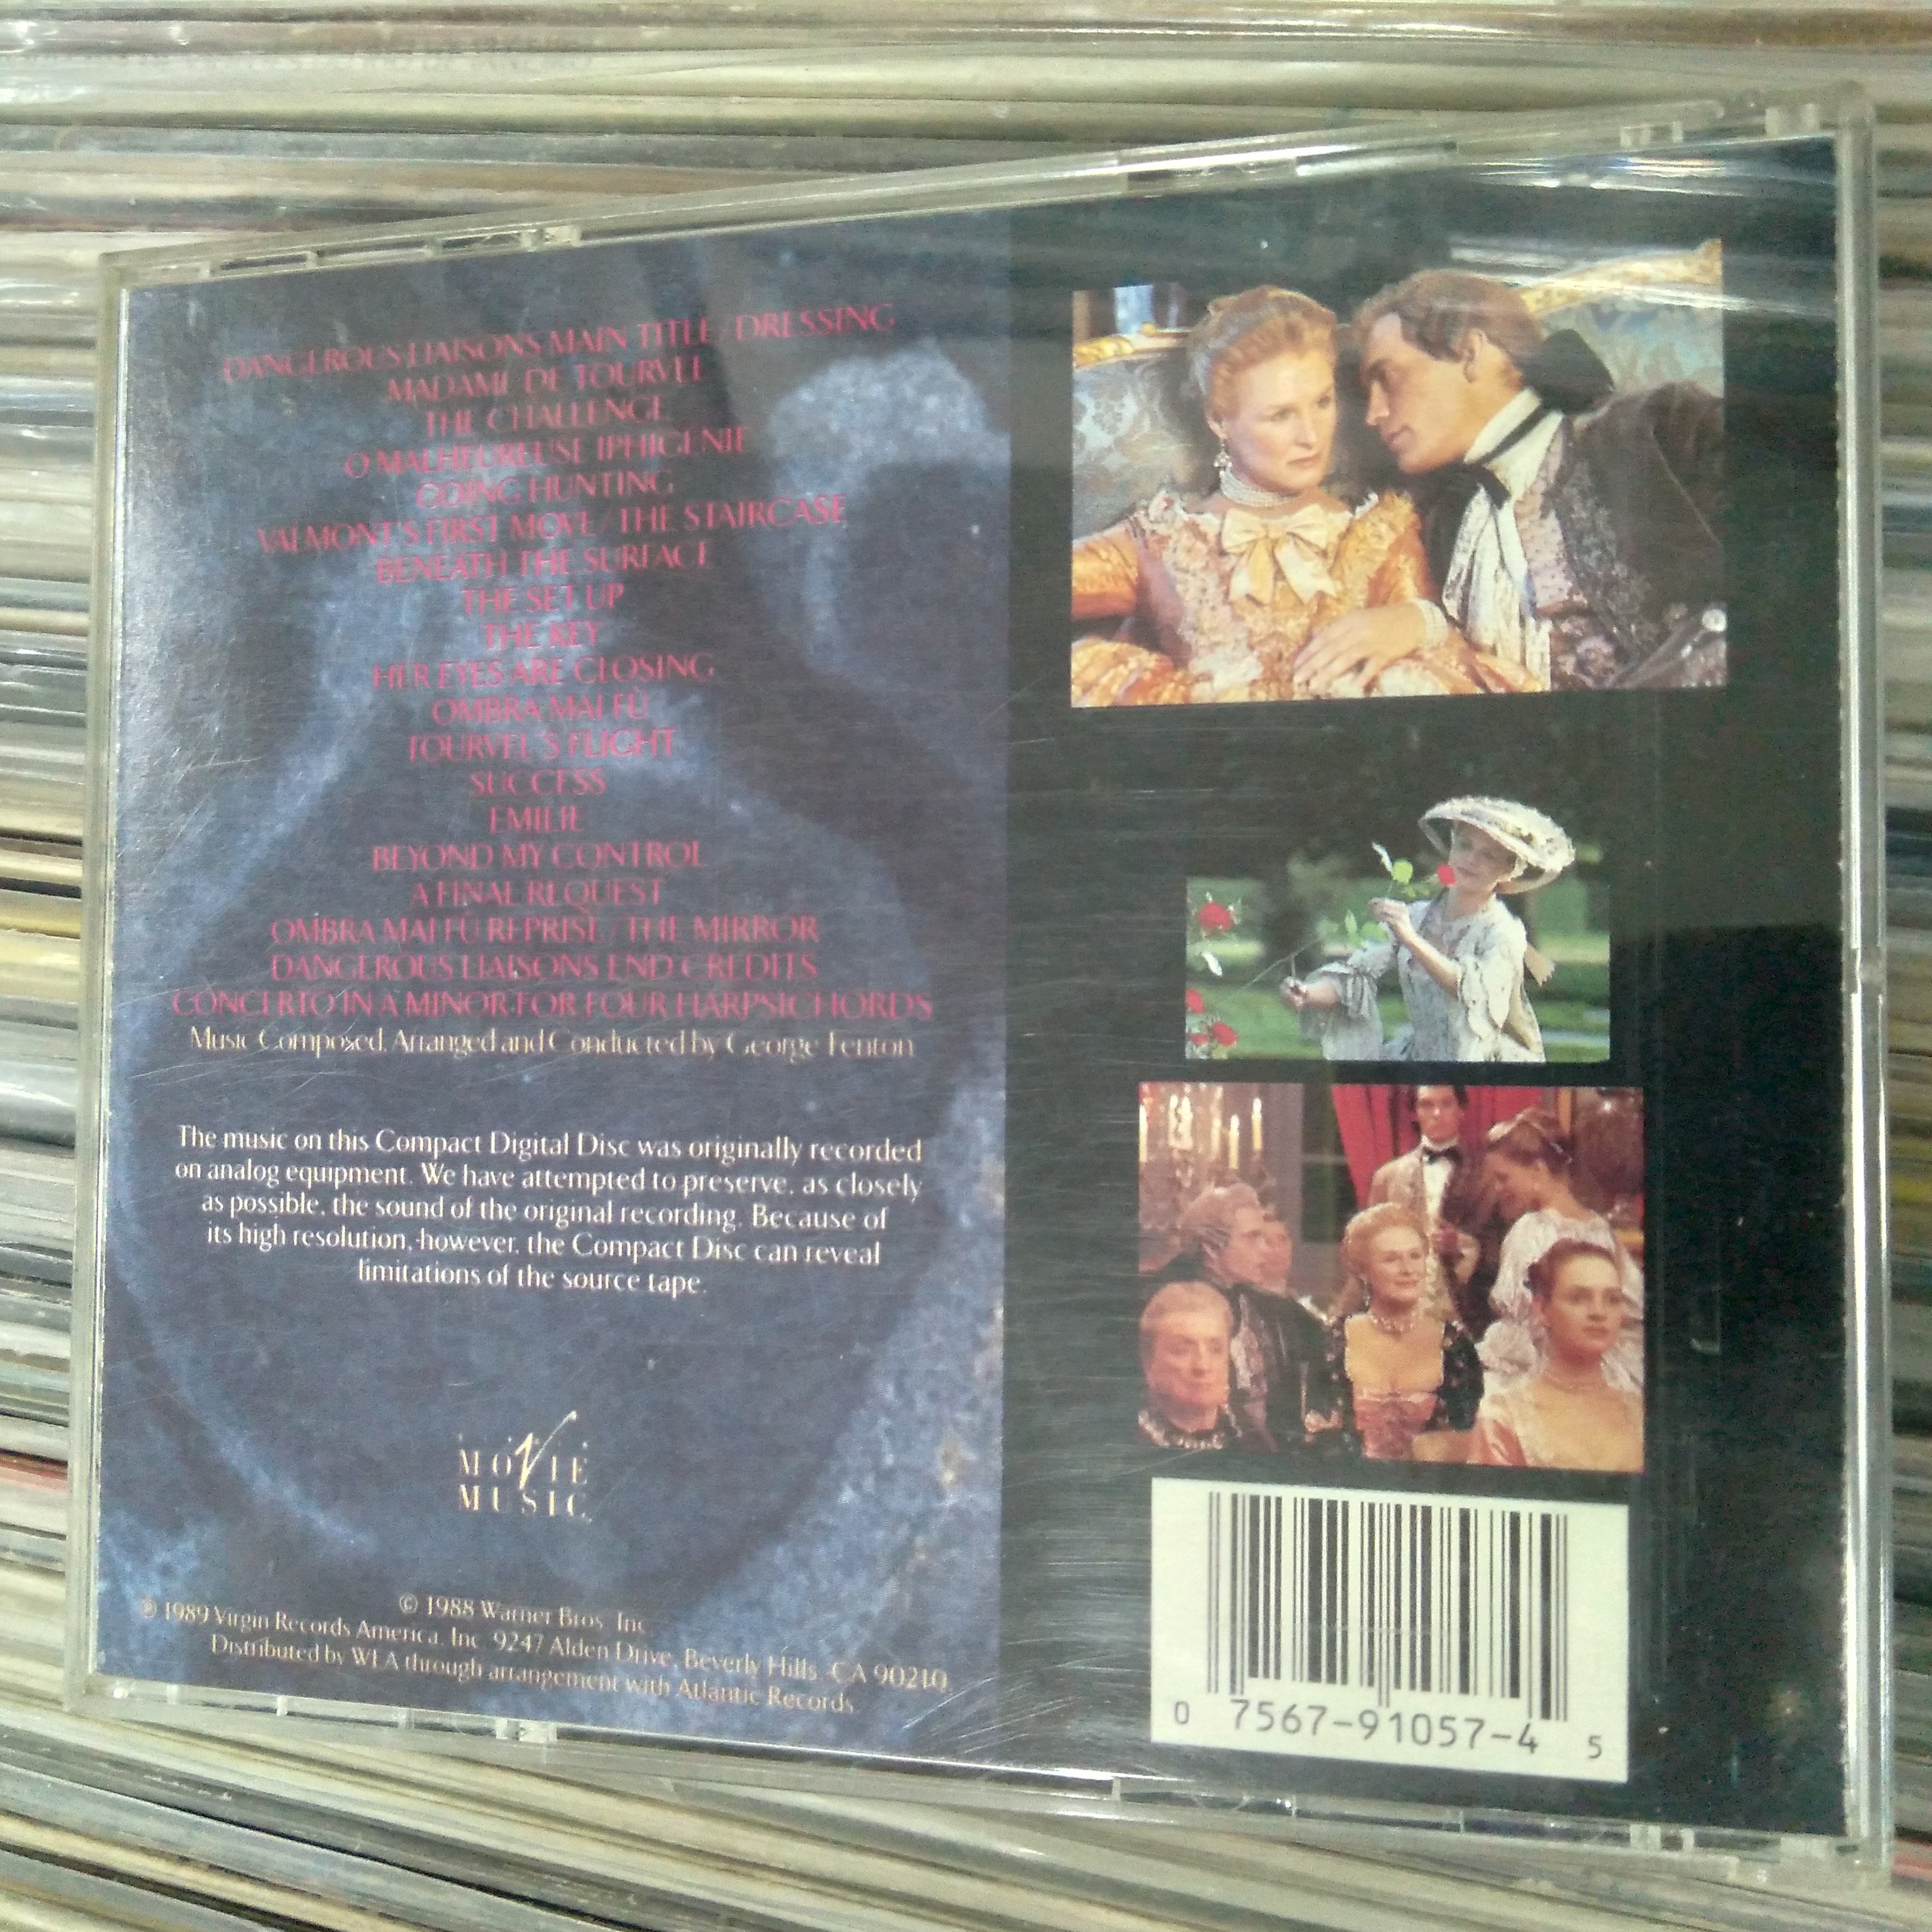 DANGEROUS LIAISONS MAIN TITLE / DRESSING
MADAME DE TOURVEL
THE CHALLENGE
O MALHEUREUSE IPHIGENIE
GOING HUNTING
VALMONT'S FIRST MOVE / THE STAIRCASE
BENEATH THE SURFACE
THE SET UP
THE KEY
HER EYES ARE CLOSING
OMBRA MAI FÙ
TOURVEL'S FLIGHT
SUCCESS
EMILIE
BEYOND MY CONTROL
A FINAL REQUEST
OMBRA MAI FÙ REPRISE / THE MIRROR
DANGEROUS LIAISONS END CREDITS
CONCERTO IN A MINOR FOR FOUR HARPSICHORDS
Music Composed, Arranged and Conducted by George Fenton
The music on this Compact Digital Disc was originally recorded
on analog equipment. We have attempted to preserve, as closely
as possible, the sound of the original recording. Because of
its high resolution, however, the Compact Disc can reveal
limitations of the source tape.
MOVIE
MUSIC
© 1988 Warner Bros. Inc.
℗ 1989 Virgin Records America, Inc. 9247 Alden Drive, Beverly Hills, CA 90210.
Distributed by WEA through arrangement with Atlantic Records.
0 7567-91057-4 5